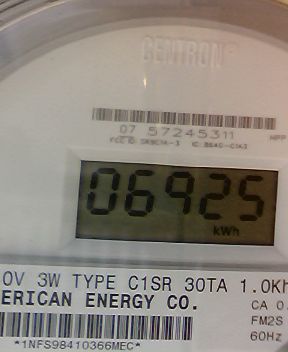 CENTRON®
07 57245311
06925
kWh
0V 3W TYPE C1SR 30TA 1.0Kh
ERICAN ENERGY CO.
CA 0.
FM2S
60Hz
*1NFS98410366MEC*